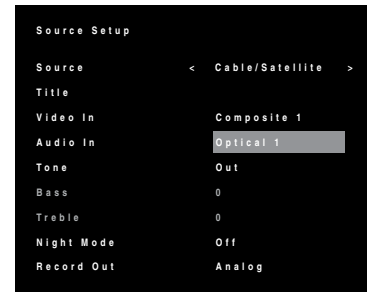 Source Setup
Source < Cable/Satellite >
Title
Video In Composite 1
Audio In Optical 1
Tone Out
Bass 0
Treble 0
Night Mode Off
Record Out Analog